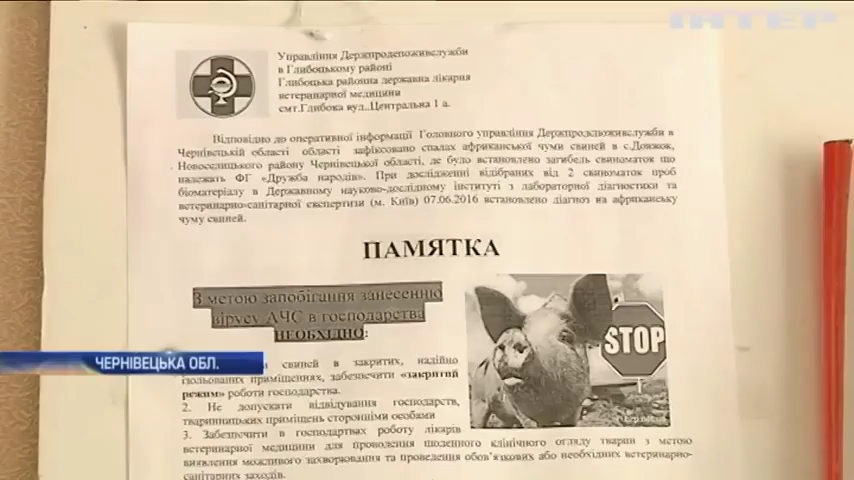 ІНТЕР
Управління Держпродспоживслужби
в Глибоцькому районі
Глибоцька районна державна лікарня
ветеринарної медицини
смт.Глибока вул..Центральна 1 а.
Відповідно до оперативної інформації Головного управління Держпродспоживслужби в
Чернівецькій області області зафіксовано спалах африканської чуми свиней в с.Довжок,
Новоселицького району Чернівецької області, де було встановлено загибель свиноматок що
належать ФГ «Дружба народів». При дослідженні відібраних від 2 свиноматок проб
біоматеріалу в Державному науково-дослідному інституті з лабораторної діагностики та
ветеринарно-санітарної експертизи (м. Київ) 07.06.2016 встановлено діагноз на африканську
чуму свиней.
ПАМЯТКА
З метою запобігання занесенню
вірусу АЧС в господарства
НЕОБХІДНО:
STOP
ЧЕРНІВЕЦЬКА ОБЛ.
свиней в закритих, надійно
ізольованих приміщеннях, забезпечити «закритий
режим» роботи господарства.
2. Не допускати відвідування господарств,
тваринницьких приміщень сторонніми особами
3. Забезпечити в господартвах роботу лікарів
ветеринарної медицини для проведення щоденного клінічного огляду тварин з метою
виявлення можливого захворювання та проведення обов'язкових або необхідних ветеринарно-
санітарних заходів.